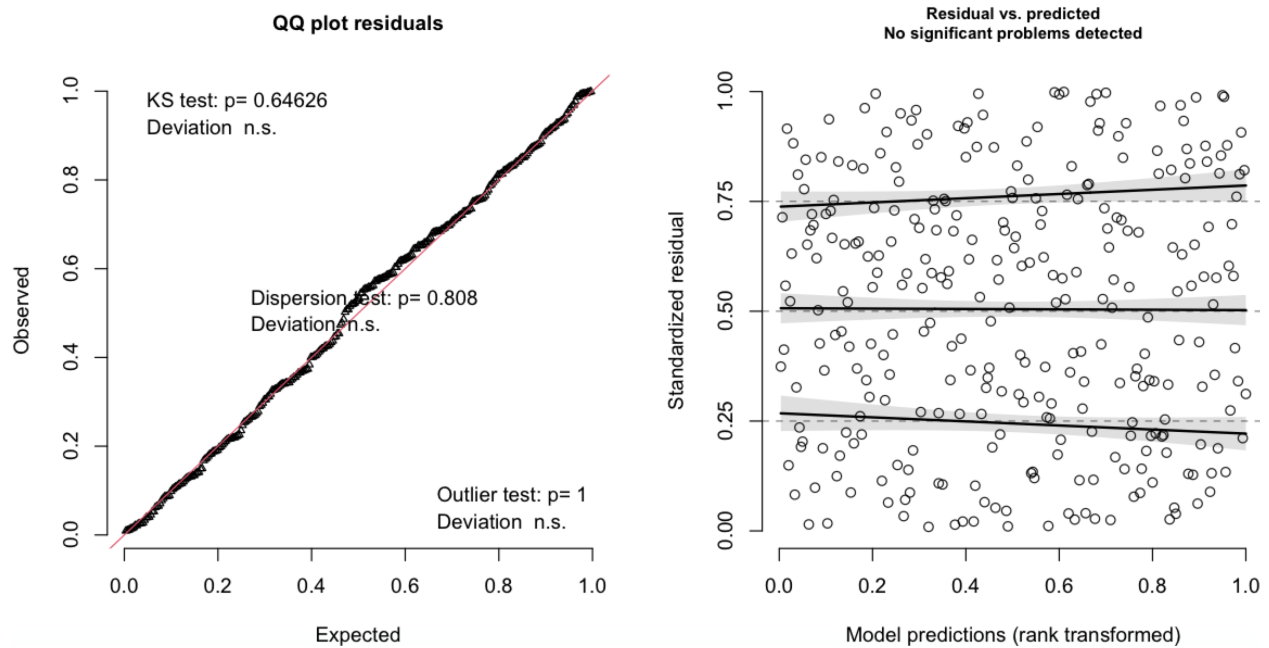 QQ plot residuals
KS test: p= 0.64626
Deviation n.s.
Dispersion test: p= 0.808
Deviation n.s.
Outlier test: p= 1
Deviation n.s.
Observed
0.0
0.2
0.4
0.6
0.8
1.0
0.0 0.2 0.4 0.6 0.8 1.0
Expected
Residual vs. predicted
No significant problems detected
Standardized residual
0.00
0.25
0.50
0.75
1.00
0.0 0.2 0.4 0.6 0.8 1.0
Model predictions (rank transformed)